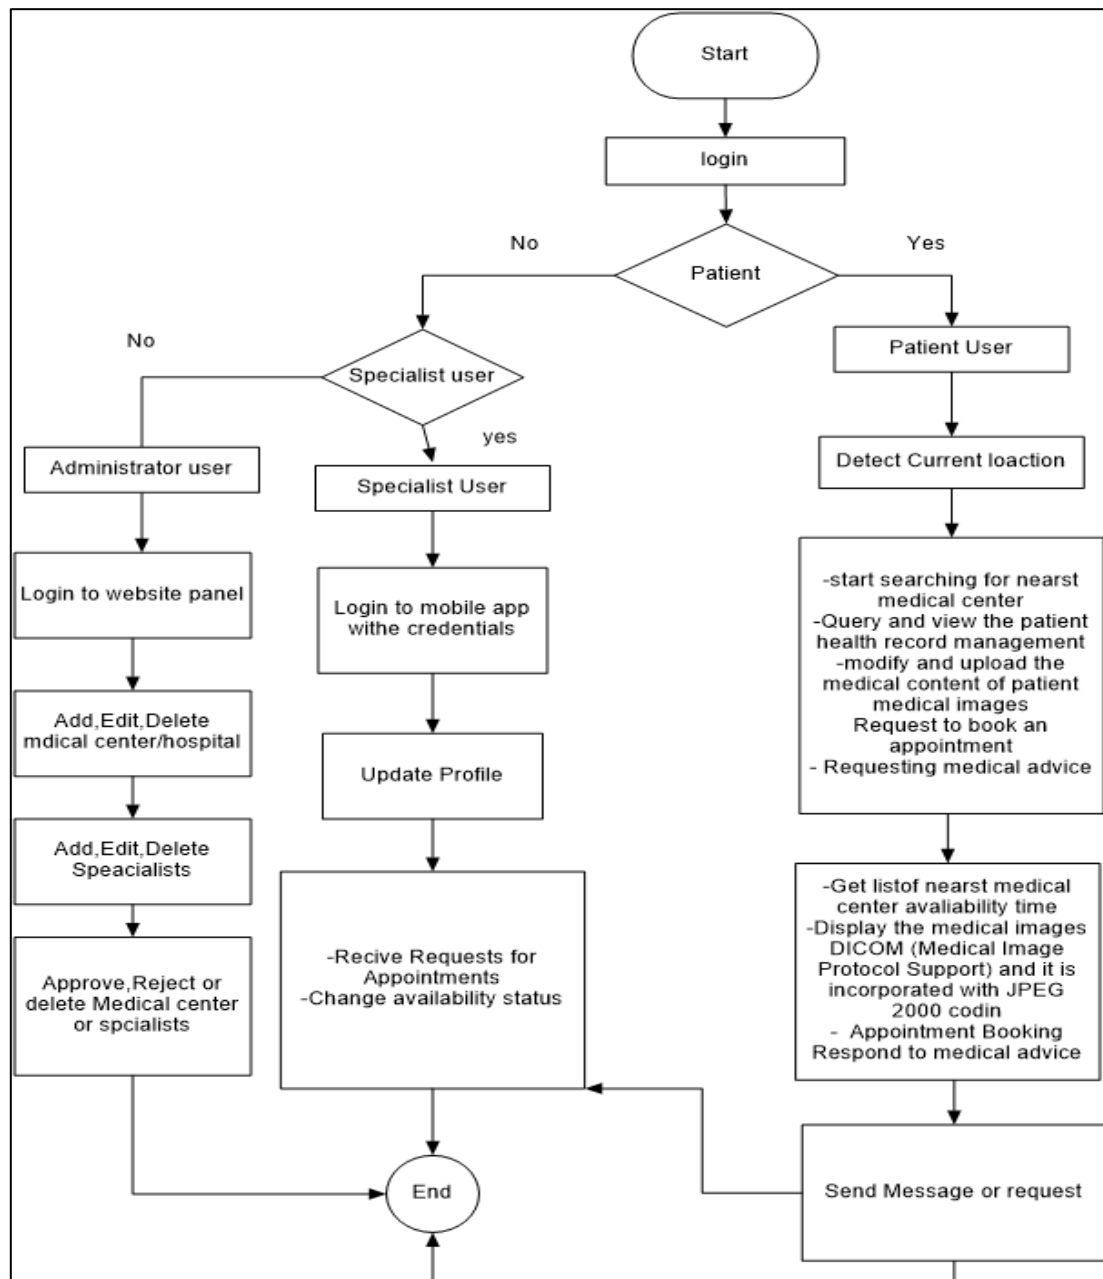 Start
login
No
Yes
Patient
No
Patient User
Specialist user
yes
Administrator user
Detect Current loaction
Specialist User
Login to website panel
Login to mobile app
withe credentials
-start searching for nearst
medical center
-Query and view the patient
health record management
-modify and upload the
medical content of patient
medical images
Request to book an
appointment
- Requesting medical advice
Add,Edit,Delete
mdical center/hospital
Update Profile
Add,Edit,Delete
Speacialists
-Get listof nearst medical
center avaliability time
-Display the medical images
DICOM (Medical Image
Protocol Support) and it is
incorporated with JPEG
2000 codin
- Appointment Booking
Respond to medical advice
-Recive Requests for
Appointments
-Change availability status
Approve,Reject or
delete Medical center
or spcialists
End
Send Message or request